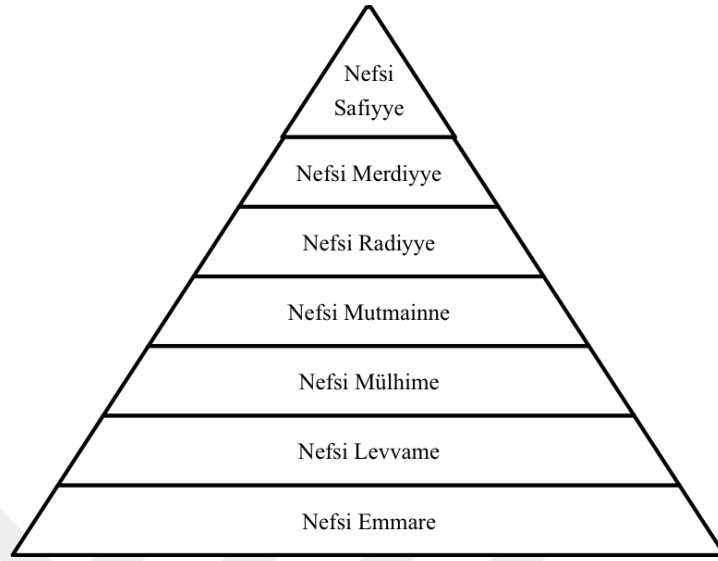 Nefsi
Safiyye
Nefsi Merdiyye
Nefsi Radiyye
Nefsi Mutmainne
Nefsi Mülhime
Nefsi Levvame
Nefsi Emmare